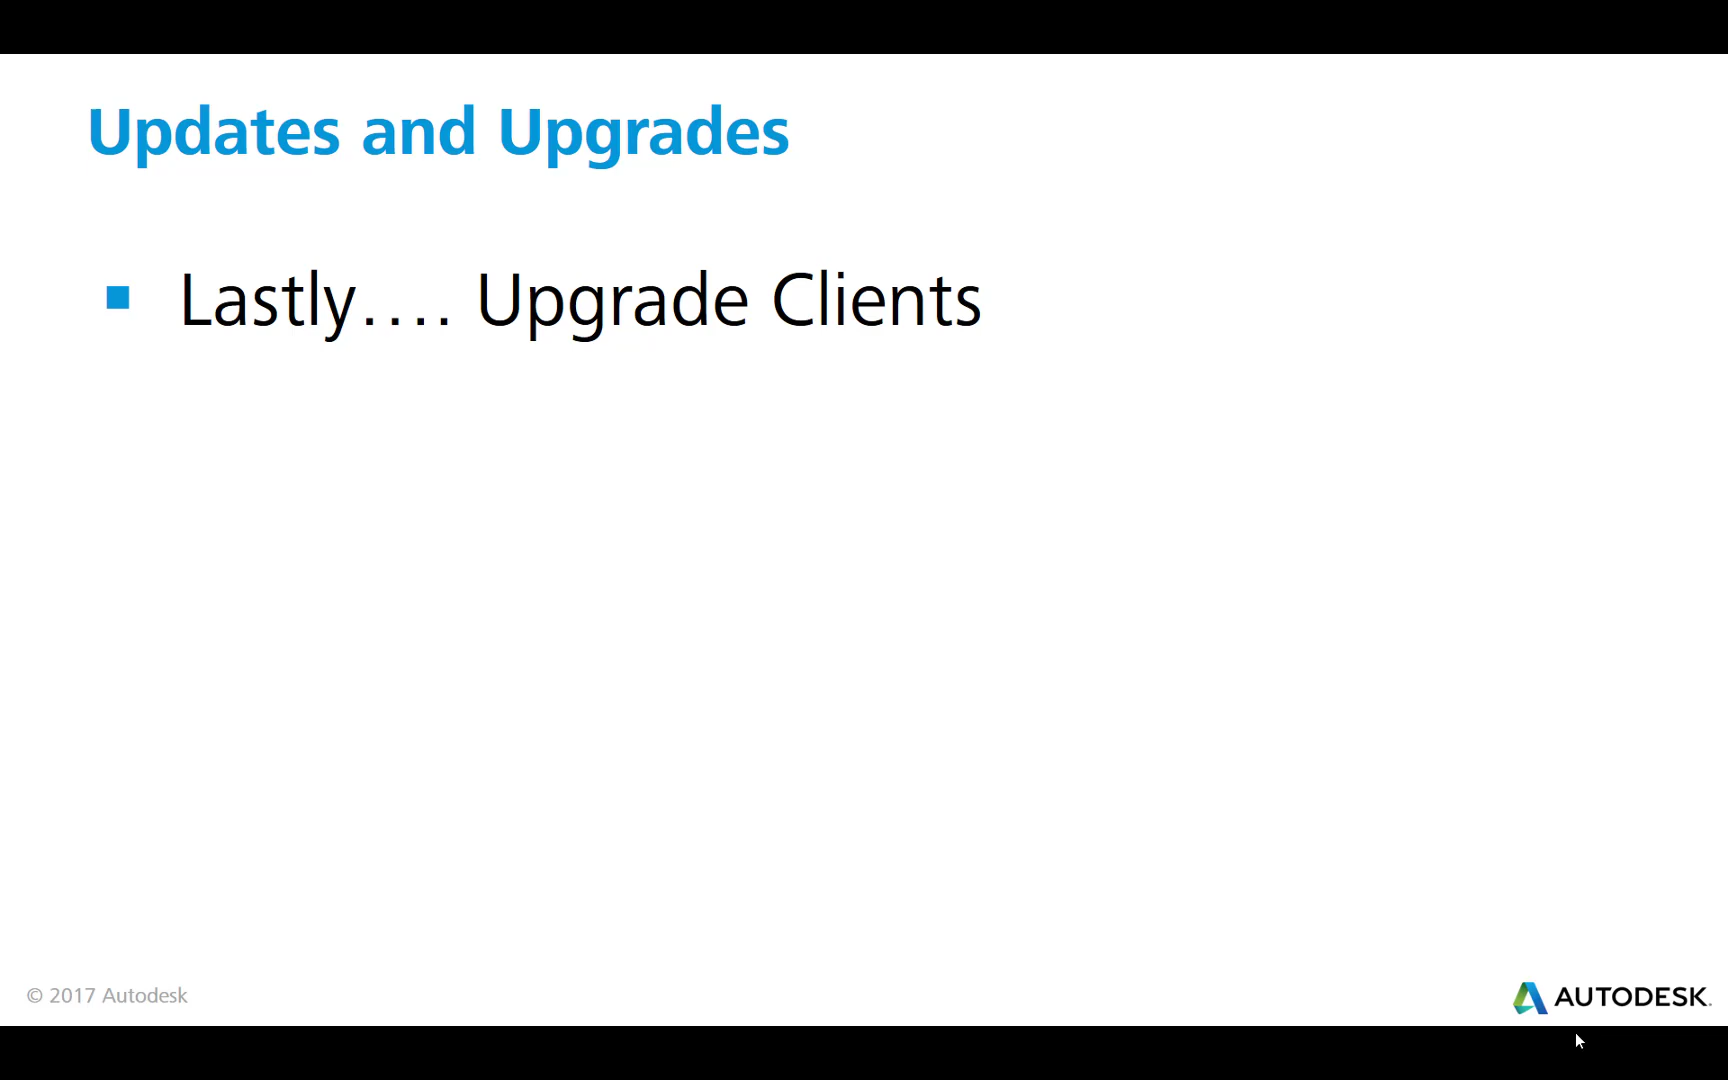 Updates and Upgrades
Lastly.... Upgrade Clients
© 2017 Autodesk
AUTODESK.